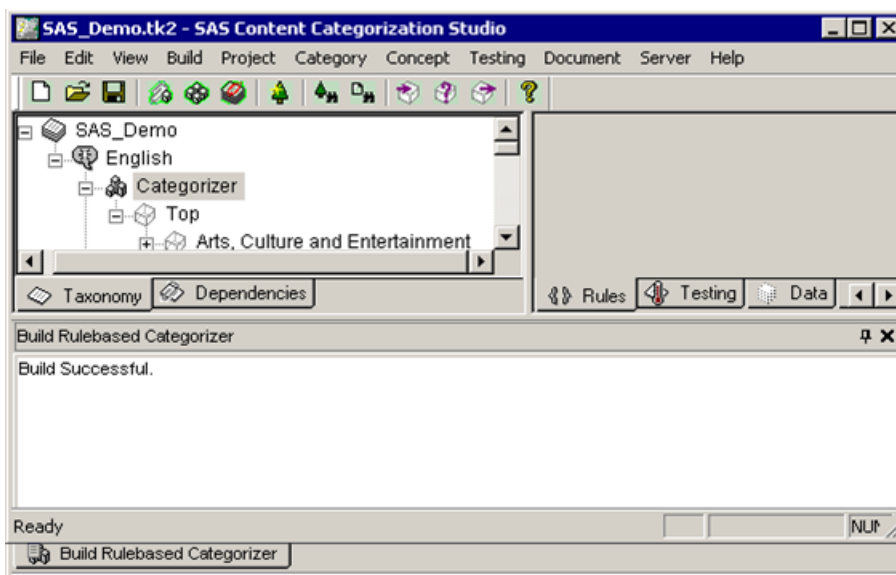 SAS_Demo.tk2 - SAS Content Categorization Studio
File Edit View Build Project Category Concept Testing Document Server Help
SAS_Demo
English
Categorizer
Top
Arts, Culture and Entertainment
Taxonomy Dependencies
Rules Testing Data
Build Rulebased Categorizer
Build Successful.
Ready
Build Rulebased Categorizer